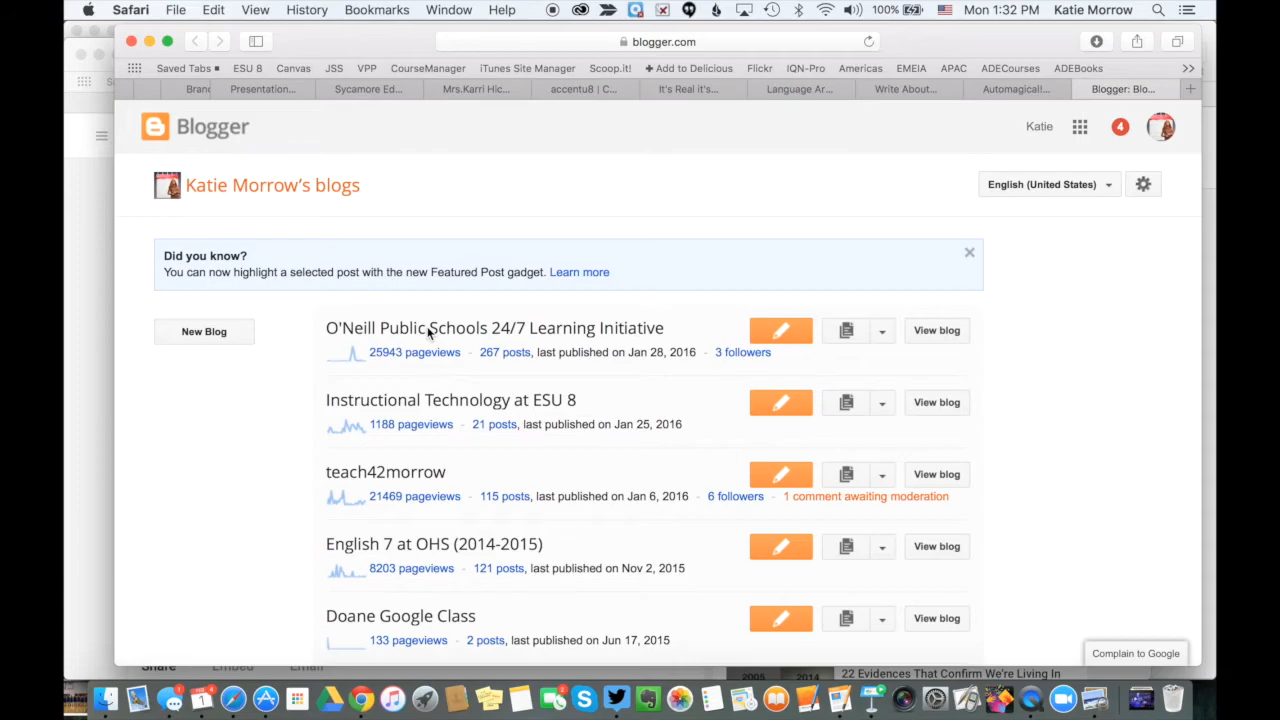 Safari File Edit View History Bookmarks Window Help 100% Mon 1:32 PM Katie Morrow
blogger.com
Saved Tabs ESU 8 Canvas JSS VPP CourseManager iTunes Site Manager Scoop.it! Add to Delicious Flickr IQN-Pro Americas EMEIA APAC ADECourses ADEBooks
Branc Presentation... Sycamore Ed... Mrs.Karri Hic... accentu8 | C... It's Real it's... Language Ar... Write About... Automagical!... Blogger: Blo...
Blogger Katie 4
Katie Morrow's blogs English (United States)
Did you know?
You can now highlight a selected post with the new Featured Post gadget. Learn more
New Blog
O'Neill Public Schools 24/7 Learning Initiative View blog
25943 pageviews - 267 posts, last published on Jan 28, 2016 - 3 followers
Instructional Technology at ESU 8 View blog
1188 pageviews - 21 posts, last published on Jan 25, 2016
teach42morrow View blog
21469 pageviews - 115 posts, last published on Jan 6, 2016 - 6 followers - 1 comment awaiting moderation
English 7 at OHS (2014-2015) View blog
8203 pageviews - 121 posts, last published on Nov 2, 2015
Doane Google Class View blog
133 pageviews - 2 posts, last published on Jun 17, 2015
Complain to Google
Share Embed Email
2005 2014 22 Evidences That Confirm We're Living In